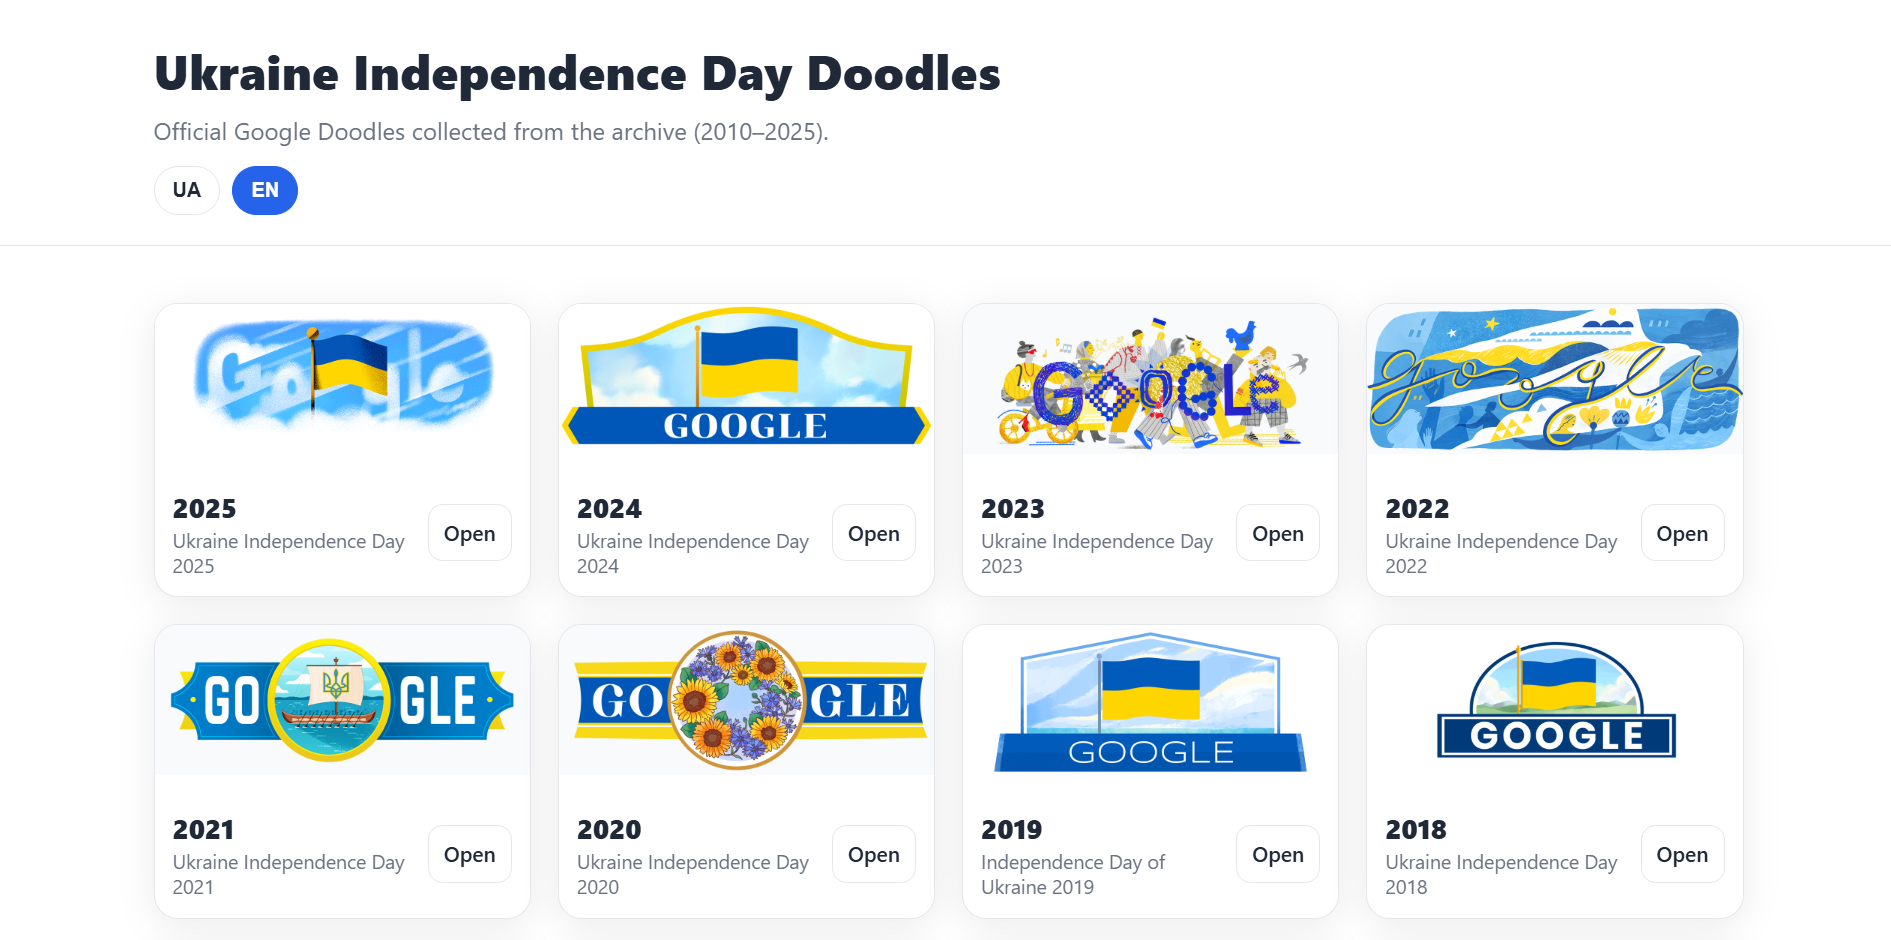 Ukraine Independence Day Doodles
Official Google Doodles collected from the archive (2010–2025).
UA EN
Google
GOOGLE
GOOGLE
google
2025
Ukraine Independence Day
2025
Open
2024
Ukraine Independence Day
2024
Open
2023
Ukraine Independence Day
2023
Open
2022
Ukraine Independence Day
2022
Open
GO GLE
GO GLE
GOOGLE
GOOGLE
2021
Ukraine Independence Day
2021
Open
2020
Ukraine Independence Day
2020
Open
2019
Independence Day of
Ukraine 2019
Open
2018
Ukraine Independence Day
2018
Open